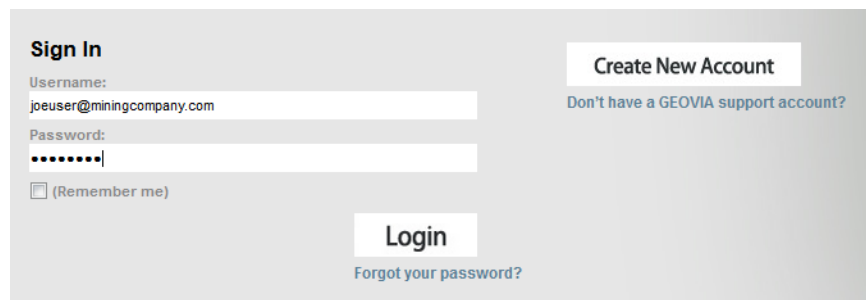 Sign In
Username:
joeuser@miningcompany.com
Password:
••••••••
(Remember me)
Login
Forgot your password?
Create New Account
Don't have a GEOVIA support account?